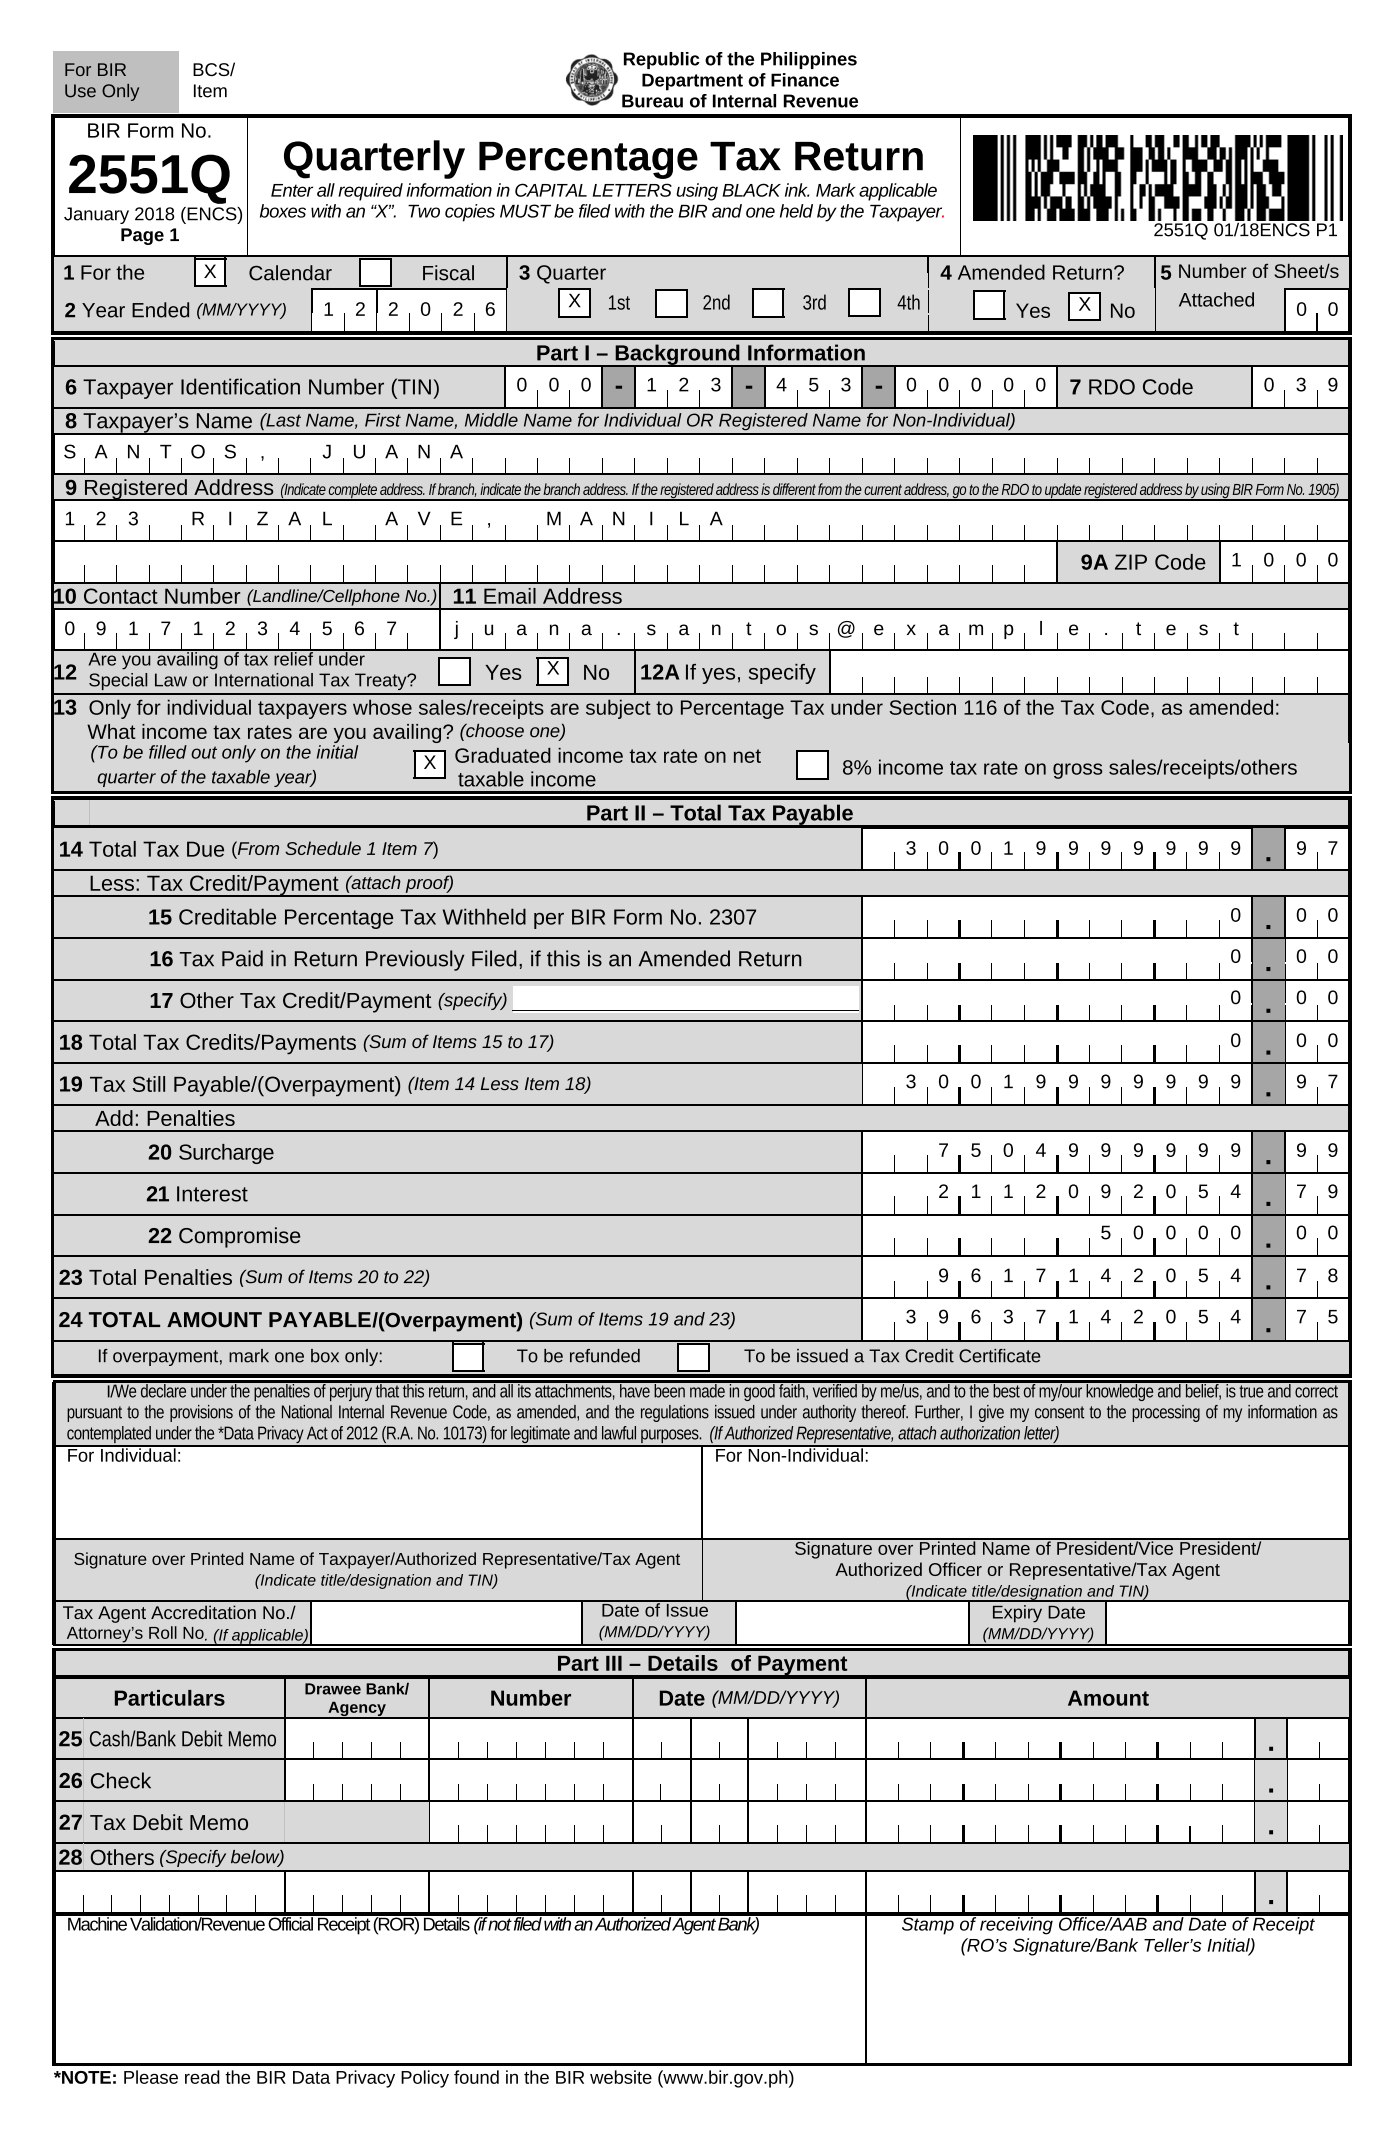 For BIR
Use Only
BCS/
Item
Republic of the Philippines
Department of Finance
Bureau of Internal Revenue
BIR Form No.
2551Q
January 2018 (ENCS)
Page 1
Quarterly Percentage Tax Return
Enter all required information in CAPITAL LETTERS using BLACK ink. Mark applicable
boxes with an “X”. Two copies MUST be filed with the BIR and one held by the Taxpayer.
2551Q 01/18ENCS P1
1 For the X Calendar Fiscal
2 Year Ended (MM/YYYY) 1 2 2 0 2 6
3 Quarter
X 1st 2nd 3rd 4th
4 Amended Return?
Yes X No
5 Number of Sheet/s
Attached 0 0
Part I – Background Information
6 Taxpayer Identification Number (TIN) 0 0 0 - 1 2 3 - 4 5 3 - 0 0 0 0 0 7 RDO Code 0 3 9
8 Taxpayer’s Name (Last Name, First Name, Middle Name for Individual OR Registered Name for Non-Individual)
S A N T O S , J U A N A
9 Registered Address (Indicate complete address. If branch, indicate the branch address. If the registered address is different from the current address, go to the RDO to update registered address by using BIR Form No. 1905)
1 2 3 R I Z A L A V E , M A N I L A
9A ZIP Code 1 0 0 0
10 Contact Number (Landline/Cellphone No.) 11 Email Address
0 9 1 7 1 2 3 4 5 6 7 j u a n a . s a n t o s @ e x a m p l e . t e s t
12 Are you availing of tax relief under
Special Law or International Tax Treaty? Yes X No 12A If yes, specify
13 Only for individual taxpayers whose sales/receipts are subject to Percentage Tax under Section 116 of the Tax Code, as amended:
What income tax rates are you availing? (choose one)
(To be filled out only on the initial
quarter of the taxable year)
X Graduated income tax rate on net
taxable income
8% income tax rate on gross sales/receipts/others
Part II – Total Tax Payable
14 Total Tax Due (From Schedule 1 Item 7) 3 0 0 1 9 9 9 9 9 9 9 . 9 7
Less: Tax Credit/Payment (attach proof)
15 Creditable Percentage Tax Withheld per BIR Form No. 2307 0 . 0 0
16 Tax Paid in Return Previously Filed, if this is an Amended Return 0 . 0 0
17 Other Tax Credit/Payment (specify) 0 . 0 0
18 Total Tax Credits/Payments (Sum of Items 15 to 17) 0 . 0 0
19 Tax Still Payable/(Overpayment) (Item 14 Less Item 18) 3 0 0 1 9 9 9 9 9 9 9 . 9 7
Add: Penalties
20 Surcharge 7 5 0 4 9 9 9 9 9 9 . 9 9
21 Interest 2 1 1 2 0 9 2 0 5 4 . 7 9
22 Compromise 5 0 0 0 0 . 0 0
23 Total Penalties (Sum of Items 20 to 22) 9 6 1 7 1 4 2 0 5 4 . 7 8
24 TOTAL AMOUNT PAYABLE/(Overpayment) (Sum of Items 19 and 23) 3 9 6 3 7 1 4 2 0 5 4 . 7 5
If overpayment, mark one box only: To be refunded To be issued a Tax Credit Certificate
I/We declare under the penalties of perjury that this return, and all its attachments, have been made in good faith, verified by me/us, and to the best of my/our knowledge and belief, is true and correct
pursuant to the provisions of the National Internal Revenue Code, as amended, and the regulations issued under authority thereof. Further, I give my consent to the processing of my information as
contemplated under the *Data Privacy Act of 2012 (R.A. No. 10173) for legitimate and lawful purposes. (If Authorized Representative, attach authorization letter)
For Individual:
For Non-Individual:
Signature over Printed Name of Taxpayer/Authorized Representative/Tax Agent
(Indicate title/designation and TIN)
Signature over Printed Name of President/Vice President/
Authorized Officer or Representative/Tax Agent
(Indicate title/designation and TIN)
Tax Agent Accreditation No./
Attorney’s Roll No. (If applicable)
Date of Issue
(MM/DD/YYYY)
Expiry Date
(MM/DD/YYYY)
Part III – Details of Payment
Particulars
Drawee Bank/
Agency
Number
Date (MM/DD/YYYY)
Amount
25 Cash/Bank Debit Memo .
26 Check .
27 Tax Debit Memo .
28 Others (Specify below)
.
Machine Validation/Revenue Official Receipt (ROR) Details (if not filed with an Authorized Agent Bank)
Stamp of receiving Office/AAB and Date of Receipt
(RO’s Signature/Bank Teller’s Initial)
*NOTE: Please read the BIR Data Privacy Policy found in the BIR website (www.bir.gov.ph)